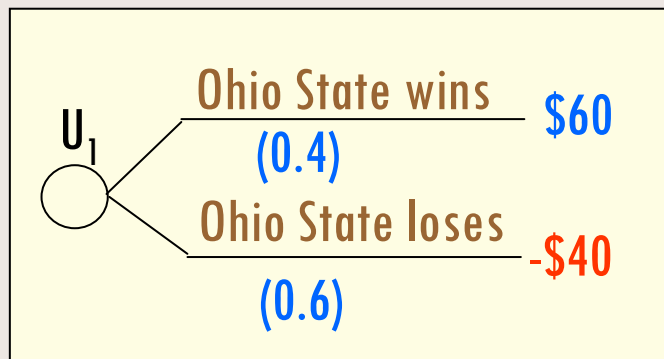 Ohio State wins
$60
U1
(0.4)
Ohio State loses
-$40
(0.6)